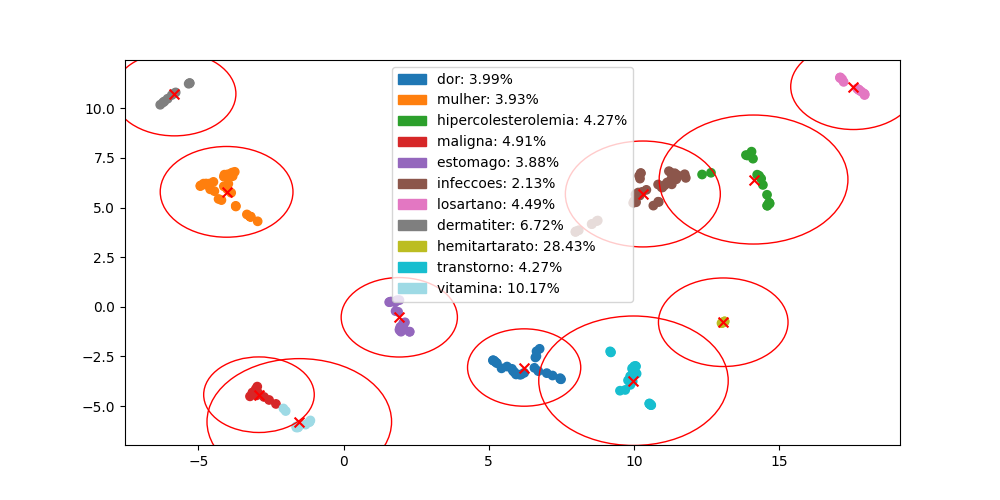 dor: 3.99%
mulher: 3.93%
hipercolesterolemia: 4.27%
maligna: 4.91%
estomago: 3.88%
infeccoes: 2.13%
losartano: 4.49%
dermatiter: 6.72%
hemitartarato: 28.43%
transtorno: 4.27%
vitamina: 10.17%
10.0
7.5
5.0
2.5
0.0
−2.5
−5.0
−5 0 5 10 15